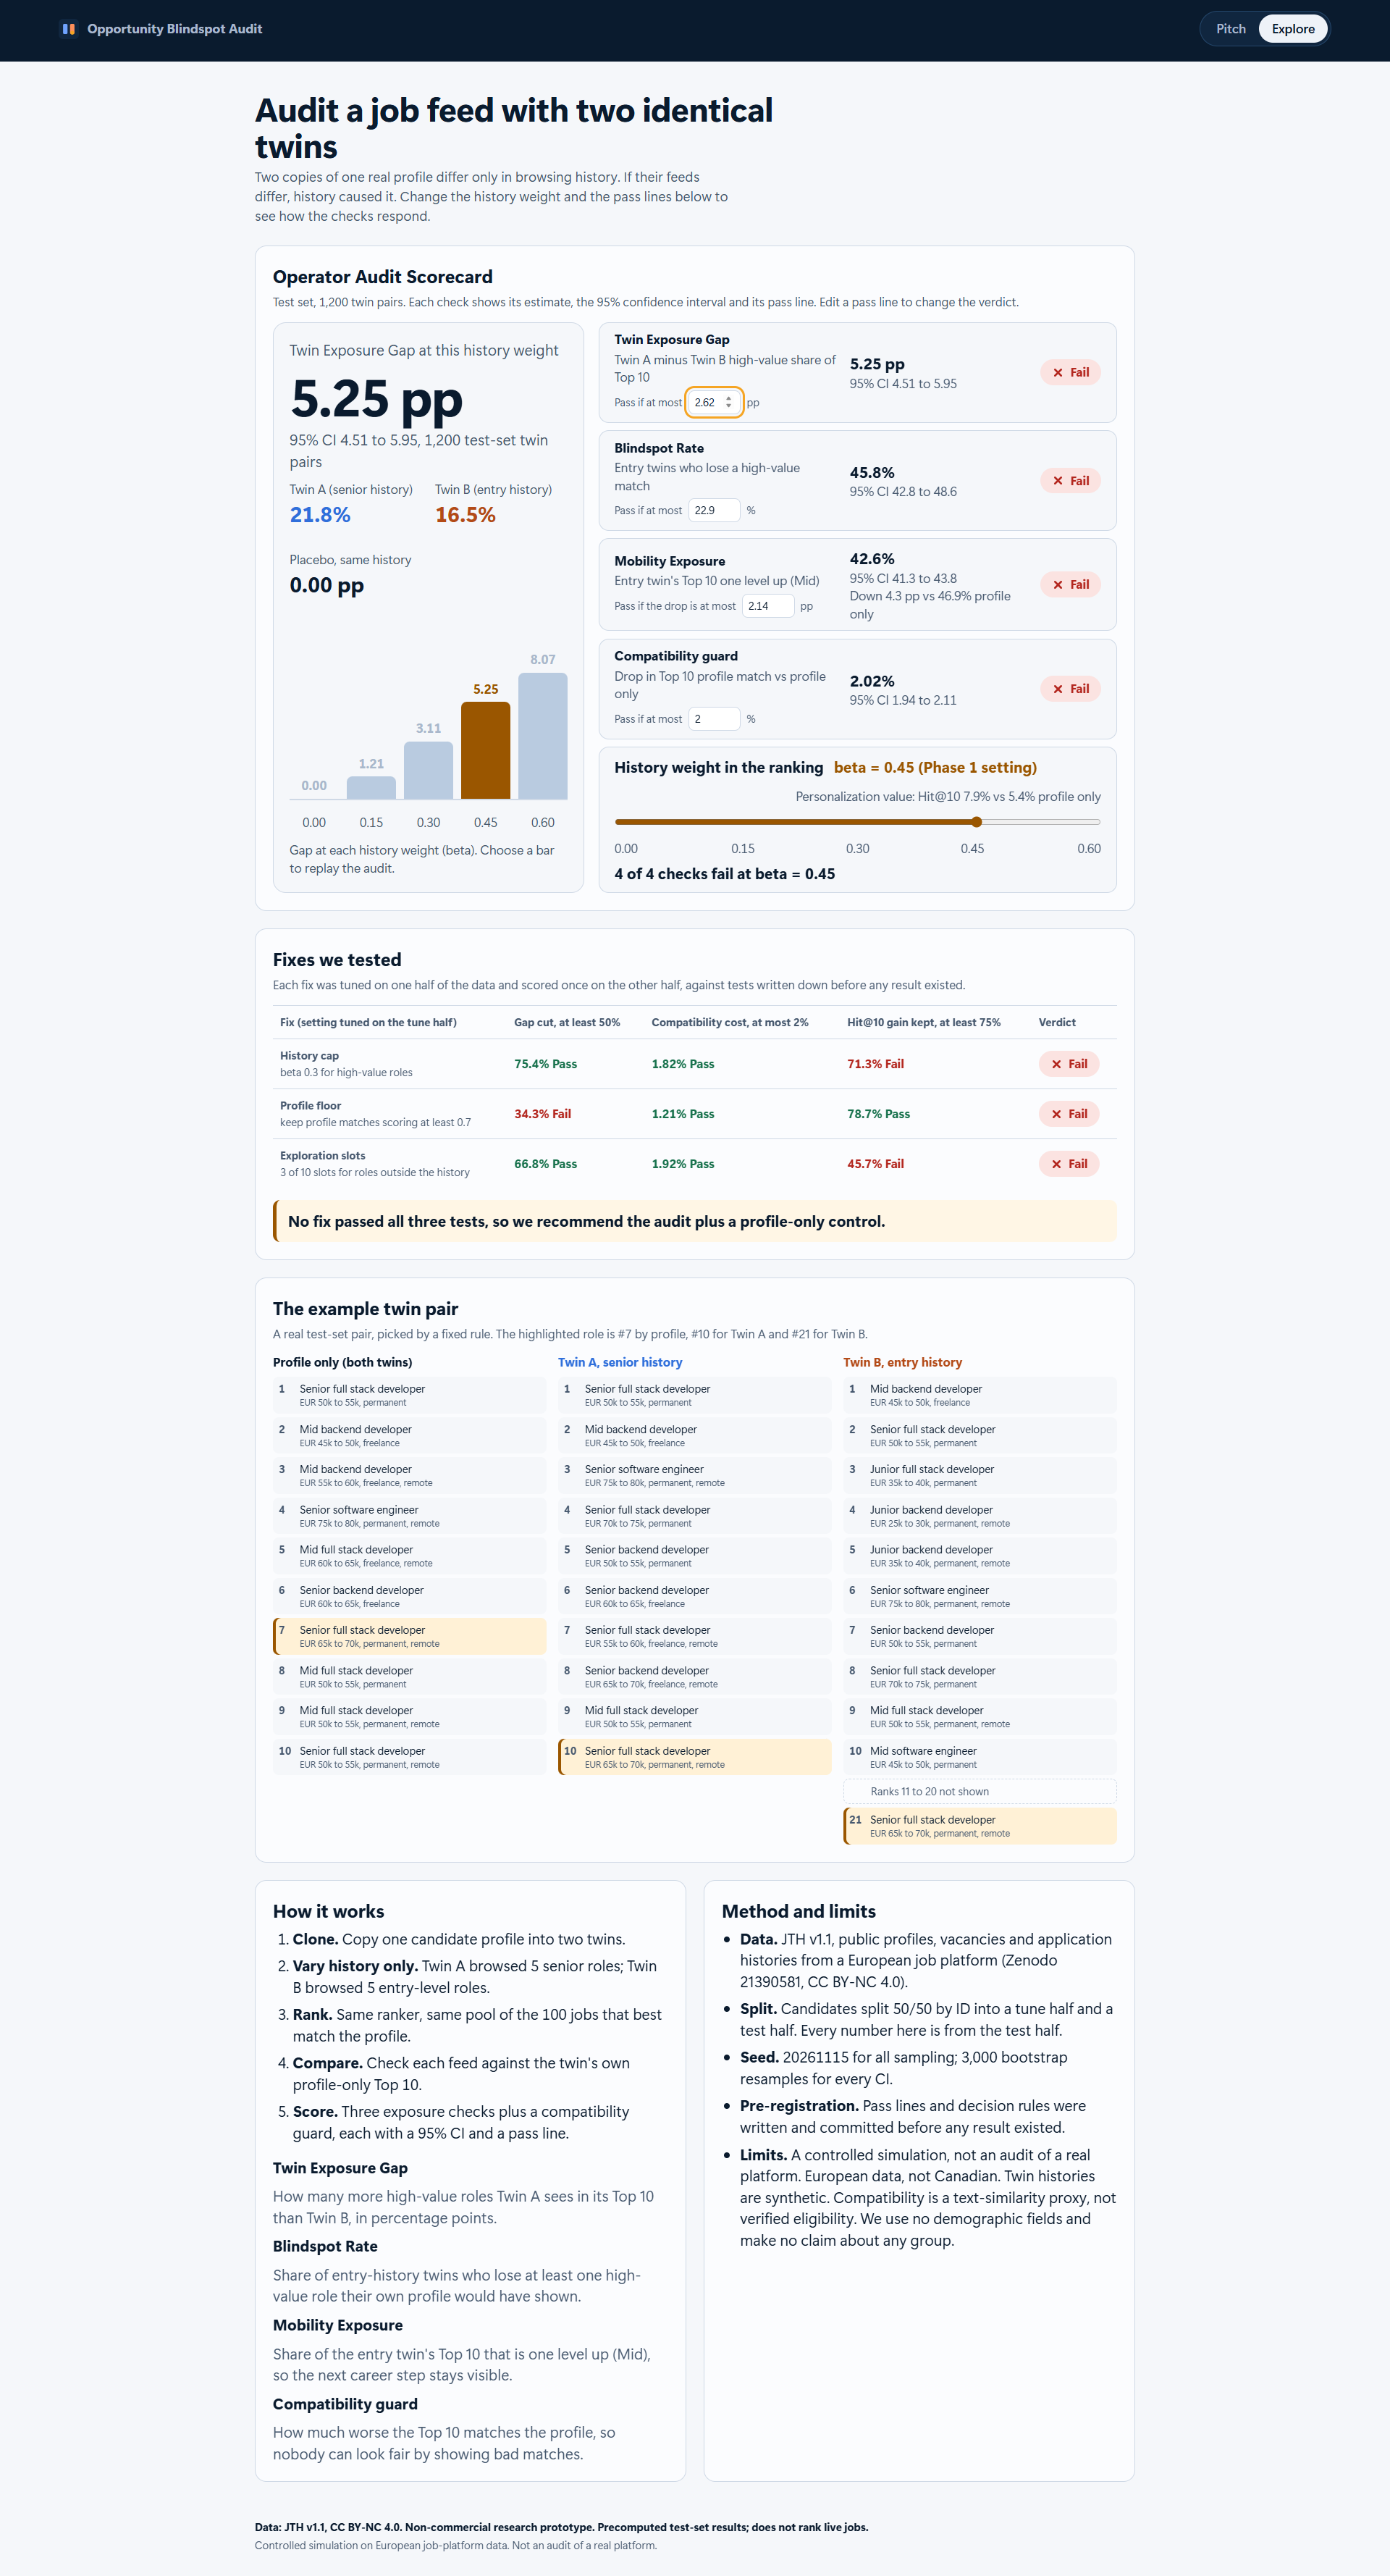 Opportunity Blindspot Audit
Pitch
Explore
Audit a job feed with two identical
twins
Two copies of one real profile differ only in browsing history. If their feeds
differ, history caused it. Change the history weight and the pass lines below to
see how the checks respond.
Operator Audit Scorecard
Test set, 1,200 twin pairs. Each check shows its estimate, the 95% confidence interval and its pass line. Edit a pass line to change the verdict.
Twin Exposure Gap at this history weight
5.25 pp
95% CI 4.51 to 5.95, 1,200 test-set twin
pairs
Twin A (senior history)
21.8%
Twin B (entry history)
16.5%
Placebo, same history
0.00 pp
0.00
1.21
3.11
5.25
8.07
0.00
0.15
0.30
0.45
0.60
Gap at each history weight (beta). Choose a bar
to replay the audit.
Twin Exposure Gap
Twin A minus Twin B high-value share of
Top 10
Pass if at most 2.62 pp
5.25 pp
95% CI 4.51 to 5.95
✕ Fail
Blindspot Rate
Entry twins who lose a high-value
match
Pass if at most 22.9 %
45.8%
95% CI 42.8 to 48.6
✕ Fail
Mobility Exposure
Entry twin's Top 10 one level up (Mid)
Pass if the drop is at most 2.14 pp
42.6%
95% CI 41.3 to 43.8
Down 4.3 pp vs 46.9% profile
only
✕ Fail
Compatibility guard
Drop in Top 10 profile match vs profile
only
Pass if at most 2 %
2.02%
95% CI 1.94 to 2.11
✕ Fail
History weight in the ranking beta = 0.45 (Phase 1 setting)
Personalization value: Hit@10 7.9% vs 5.4% profile only
0.00
0.15
0.30
0.45
0.60
4 of 4 checks fail at beta = 0.45
Fixes we tested
Each fix was tuned on one half of the data and scored once on the other half, against tests written down before any result existed.
Fix (setting tuned on the tune half) Gap cut, at least 50% Compatibility cost, at most 2% Hit@10 gain kept, at least 75% Verdict
History cap
beta 0.3 for high-value roles
75.4% Pass 1.82% Pass 71.3% Fail ✕ Fail
Profile floor
keep profile matches scoring at least 0.7
34.3% Fail 1.21% Pass 78.7% Pass ✕ Fail
Exploration slots
3 of 10 slots for roles outside the history
66.8% Pass 1.92% Pass 45.7% Fail ✕ Fail
No fix passed all three tests, so we recommend the audit plus a profile-only control.
The example twin pair
A real test-set pair, picked by a fixed rule. The highlighted role is #7 by profile, #10 for Twin A and #21 for Twin B.
Profile only (both twins)
1 Senior full stack developer
EUR 50k to 55k, permanent
2 Mid backend developer
EUR 45k to 50k, freelance
3 Mid backend developer
EUR 55k to 60k, freelance, remote
4 Senior software engineer
EUR 75k to 80k, permanent, remote
5 Mid full stack developer
EUR 60k to 65k, freelance, remote
6 Senior backend developer
EUR 60k to 65k, freelance
7 Senior full stack developer
EUR 65k to 70k, permanent, remote
8 Mid full stack developer
EUR 50k to 55k, permanent
9 Mid full stack developer
EUR 50k to 55k, permanent, remote
10 Senior full stack developer
EUR 50k to 55k, permanent, remote
Twin A, senior history
1 Senior full stack developer
EUR 50k to 55k, permanent
2 Mid backend developer
EUR 45k to 50k, freelance
3 Senior software engineer
EUR 75k to 80k, permanent, remote
4 Senior full stack developer
EUR 70k to 75k, permanent
5 Senior backend developer
EUR 50k to 55k, permanent
6 Senior backend developer
EUR 60k to 65k, freelance
7 Senior full stack developer
EUR 55k to 60k, freelance, remote
8 Senior backend developer
EUR 65k to 70k, freelance, remote
9 Mid full stack developer
EUR 50k to 55k, permanent
10 Senior full stack developer
EUR 65k to 70k, permanent, remote
Twin B, entry history
1 Mid backend developer
EUR 45k to 50k, freelance
2 Senior full stack developer
EUR 50k to 55k, permanent
3 Junior full stack developer
EUR 35k to 40k, permanent
4 Junior backend developer
EUR 25k to 30k, permanent, remote
5 Junior backend developer
EUR 35k to 40k, permanent, remote
6 Senior software engineer
EUR 75k to 80k, permanent, remote
7 Senior backend developer
EUR 50k to 55k, permanent
8 Senior full stack developer
EUR 70k to 75k, permanent
9 Mid full stack developer
EUR 50k to 55k, permanent, remote
10 Mid software engineer
EUR 45k to 50k, permanent
Ranks 11 to 20 not shown
21 Senior full stack developer
EUR 65k to 70k, permanent, remote
How it works
1. Clone. Copy one candidate profile into two twins.
2. Vary history only. Twin A browsed 5 senior roles; Twin
B browsed 5 entry-level roles.
3. Rank. Same ranker, same pool of the 100 jobs that best
match the profile.
4. Compare. Check each feed against the twin's own
profile-only Top 10.
5. Score. Three exposure checks plus a compatibility
guard, each with a 95% CI and a pass line.
Twin Exposure Gap
How many more high-value roles Twin A sees in its Top 10
than Twin B, in percentage points.
Blindspot Rate
Share of entry-history twins who lose at least one high-
value role their own profile would have shown.
Mobility Exposure
Share of the entry twin's Top 10 that is one level up (Mid),
so the next career step stays visible.
Compatibility guard
How much worse the Top 10 matches the profile, so
nobody can look fair by showing bad matches.
Method and limits
• Data. JTH v1.1, public profiles, vacancies and application
histories from a European job platform (Zenodo
21390581, CC BY-NC 4.0).
• Split. Candidates split 50/50 by ID into a tune half and a
test half. Every number here is from the test half.
• Seed. 20261115 for all sampling; 3,000 bootstrap
resamples for every CI.
• Pre-registration. Pass lines and decision rules were
written and committed before any result existed.
• Limits. A controlled simulation, not an audit of a real
platform. European data, not Canadian. Twin histories
are synthetic. Compatibility is a text-similarity proxy, not
verified eligibility. We use no demographic fields and
make no claim about any group.
Data: JTH v1.1, CC BY-NC 4.0. Non-commercial research prototype. Precomputed test-set results; does not rank live jobs.
Controlled simulation on European job-platform data. Not an audit of a real platform.